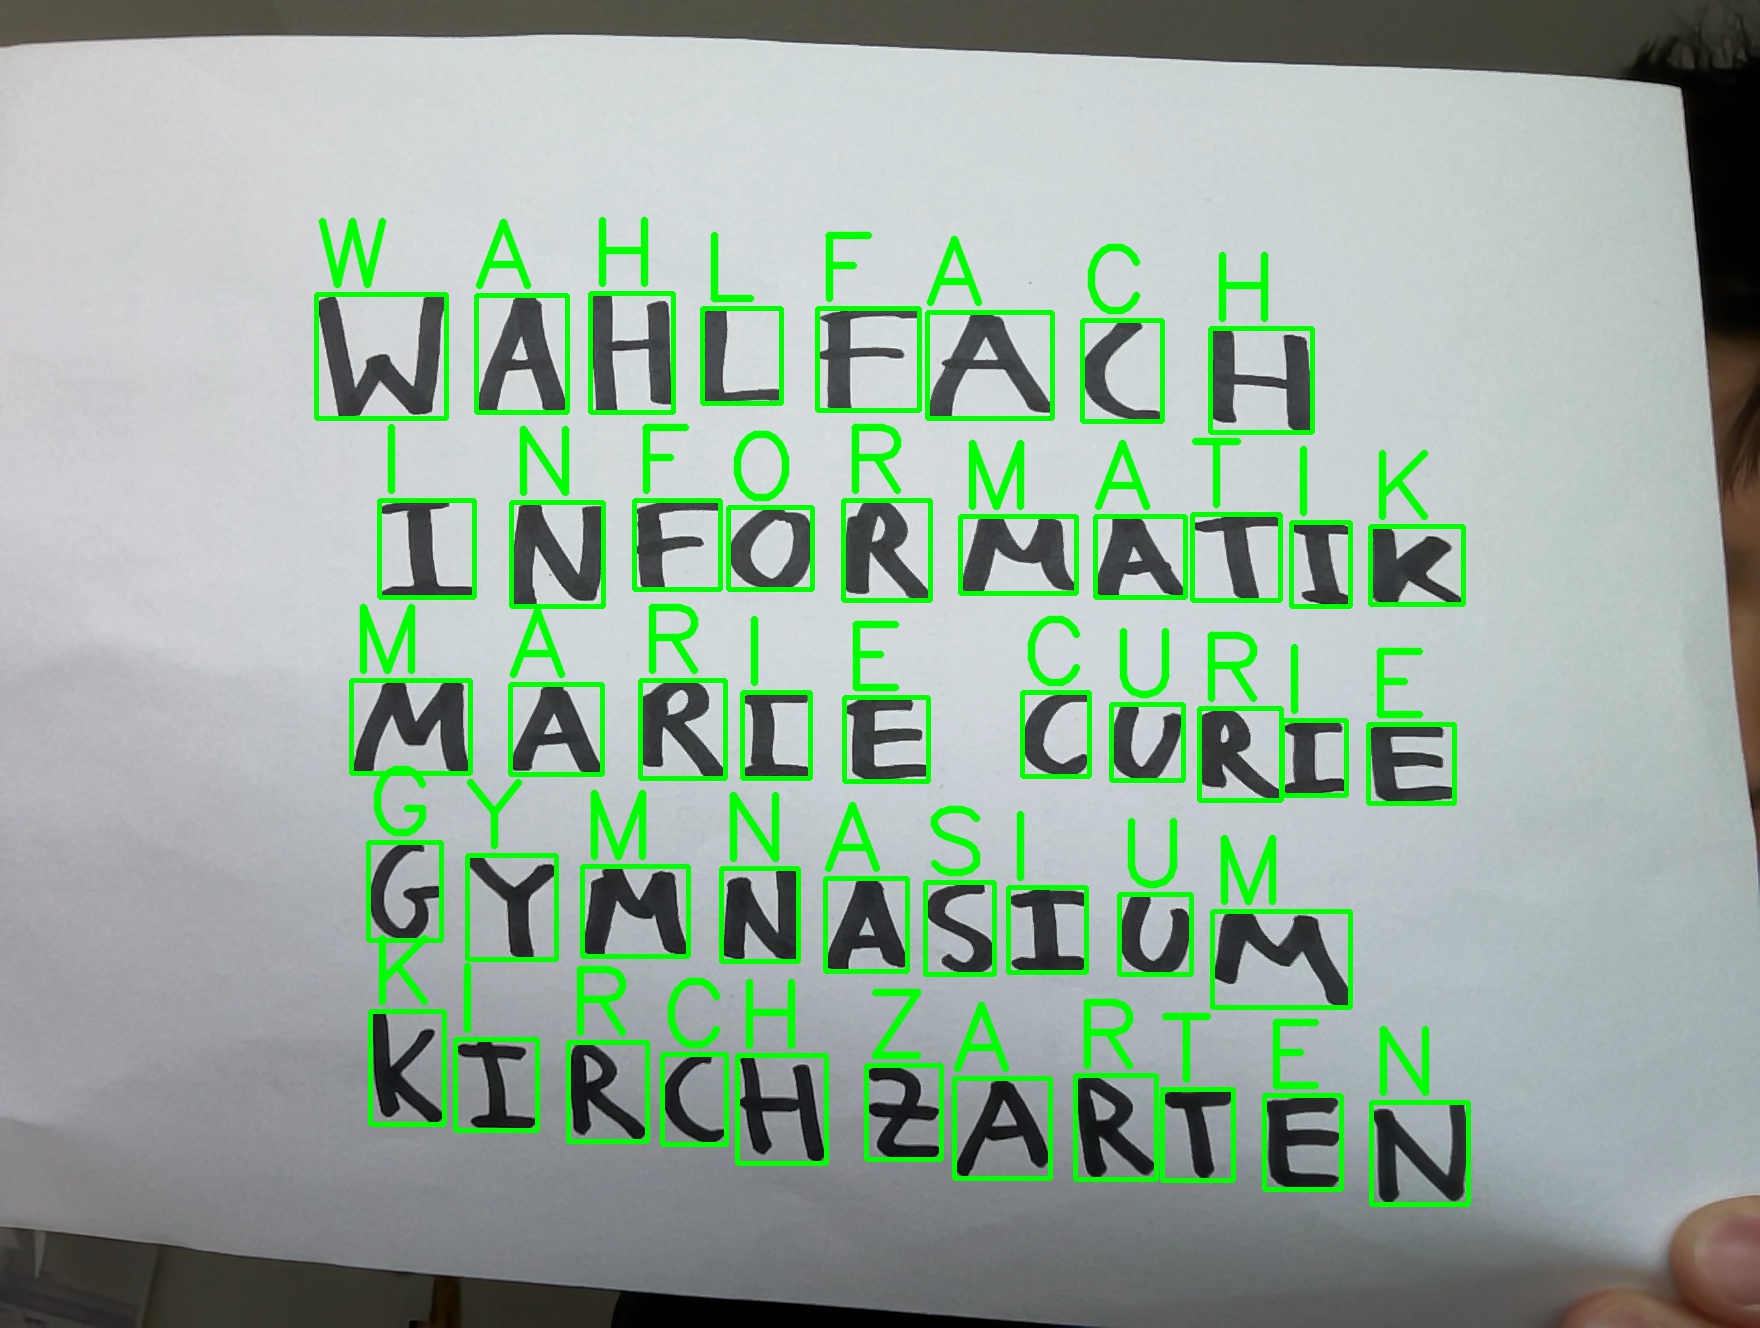 W A H L F A C H
WAHLFACH
I N F O R M A T I K
INFORMATIK
M A R I E C U R I E
MARIE CURIE
G Y M N A S I U M
GYMNASIUM
K I R C H Z A R T E N
KIRCHZARTEN